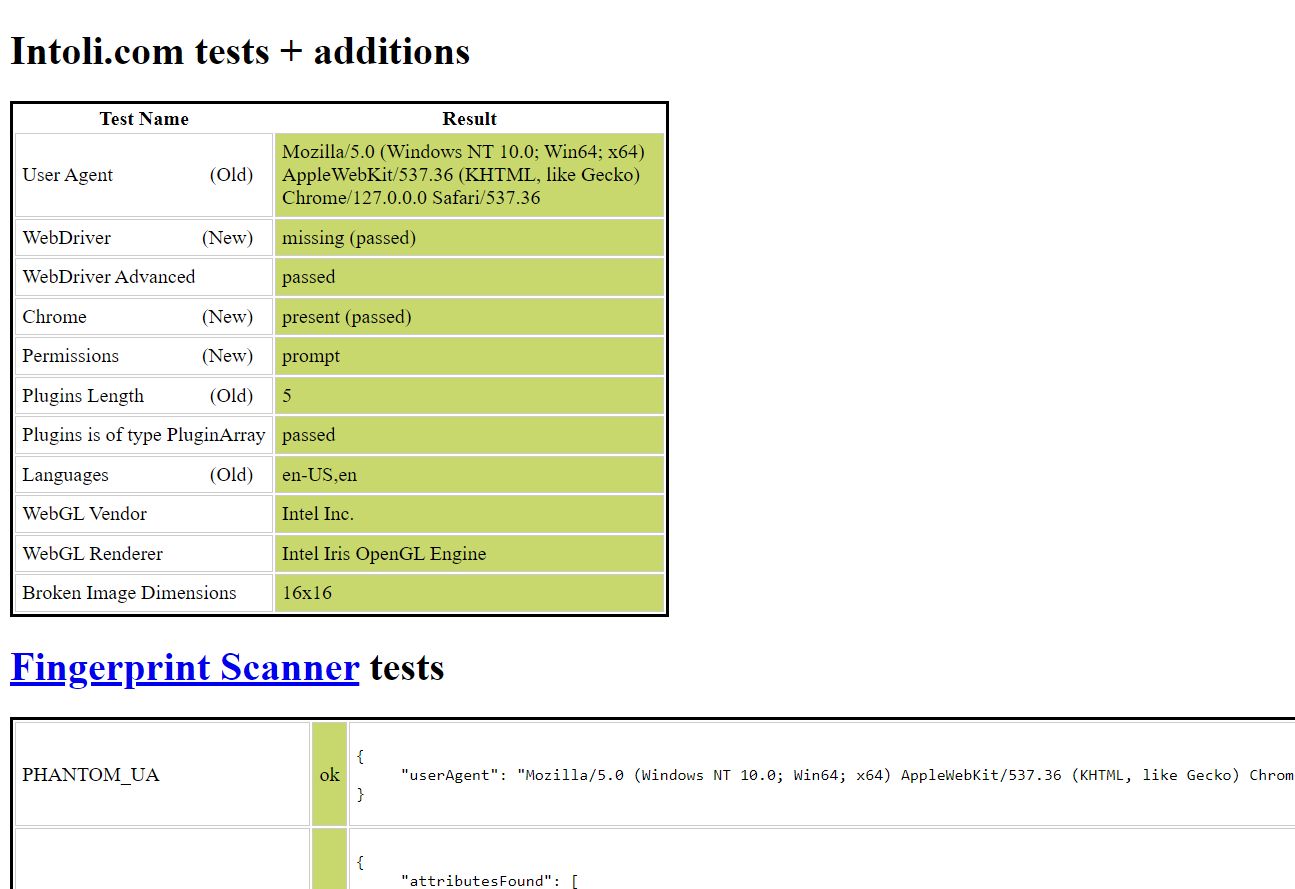 Intoli.com tests + additions
Test Name Result
User Agent (Old) Mozilla/5.0 (Windows NT 10.0; Win64; x64)
AppleWebKit/537.36 (KHTML, like Gecko)
Chrome/127.0.0.0 Safari/537.36
WebDriver (New) missing (passed)
WebDriver Advanced passed
Chrome (New) present (passed)
Permissions (New) prompt
Plugins Length (Old) 5
Plugins is of type PluginArray passed
Languages (Old) en-US,en
WebGL Vendor Intel Inc.
WebGL Renderer Intel Iris OpenGL Engine
Broken Image Dimensions 16x16
Fingerprint Scanner tests
PHANTOM_UA ok {
"userAgent": "Mozilla/5.0 (Windows NT 10.0; Win64; x64) AppleWebKit/537.36 (KHTML, like Gecko) Chrom
}
{
"attributesFound": [